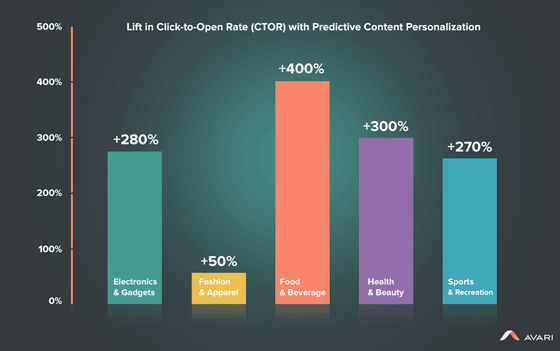 Lift in Click-to-Open Rate (CTOR) with Predictive Content Personalization
500%
400%
300%
200%
100%
0%
+280%
+50%
+400%
+300%
+270%
Electronics
& Gadgets
Fashion
& Apparel
Food
& Beverage
Health
& Beauty
Sports
& Recreation
AVARI